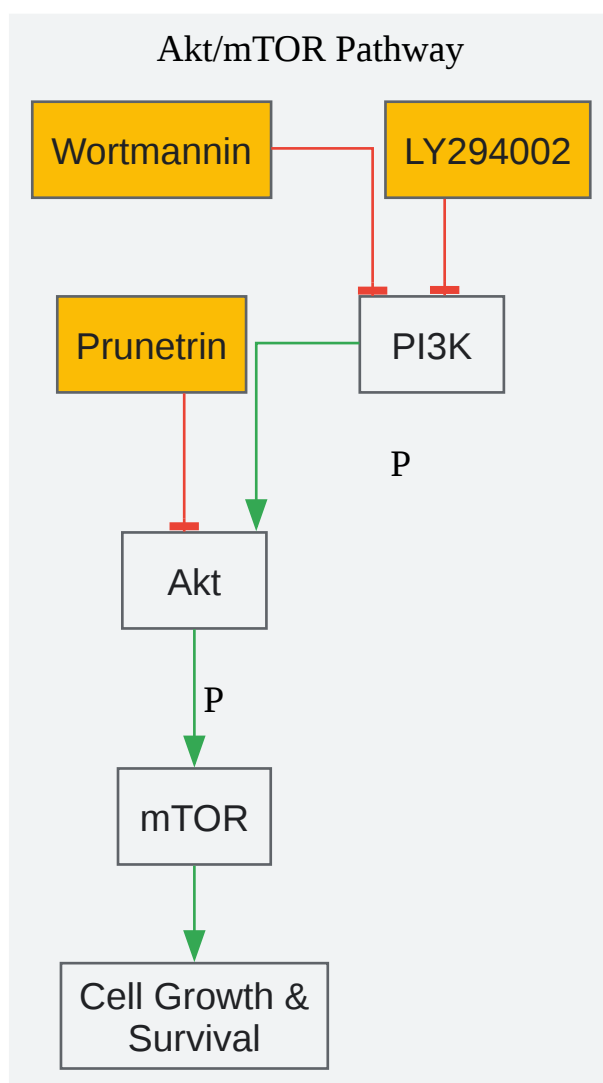 Akt/mTOR Pathway
Wortmannin
LY294002
Prunetrin
PI3K
P
Akt
P
mTOR
Cell Growth &
Survival